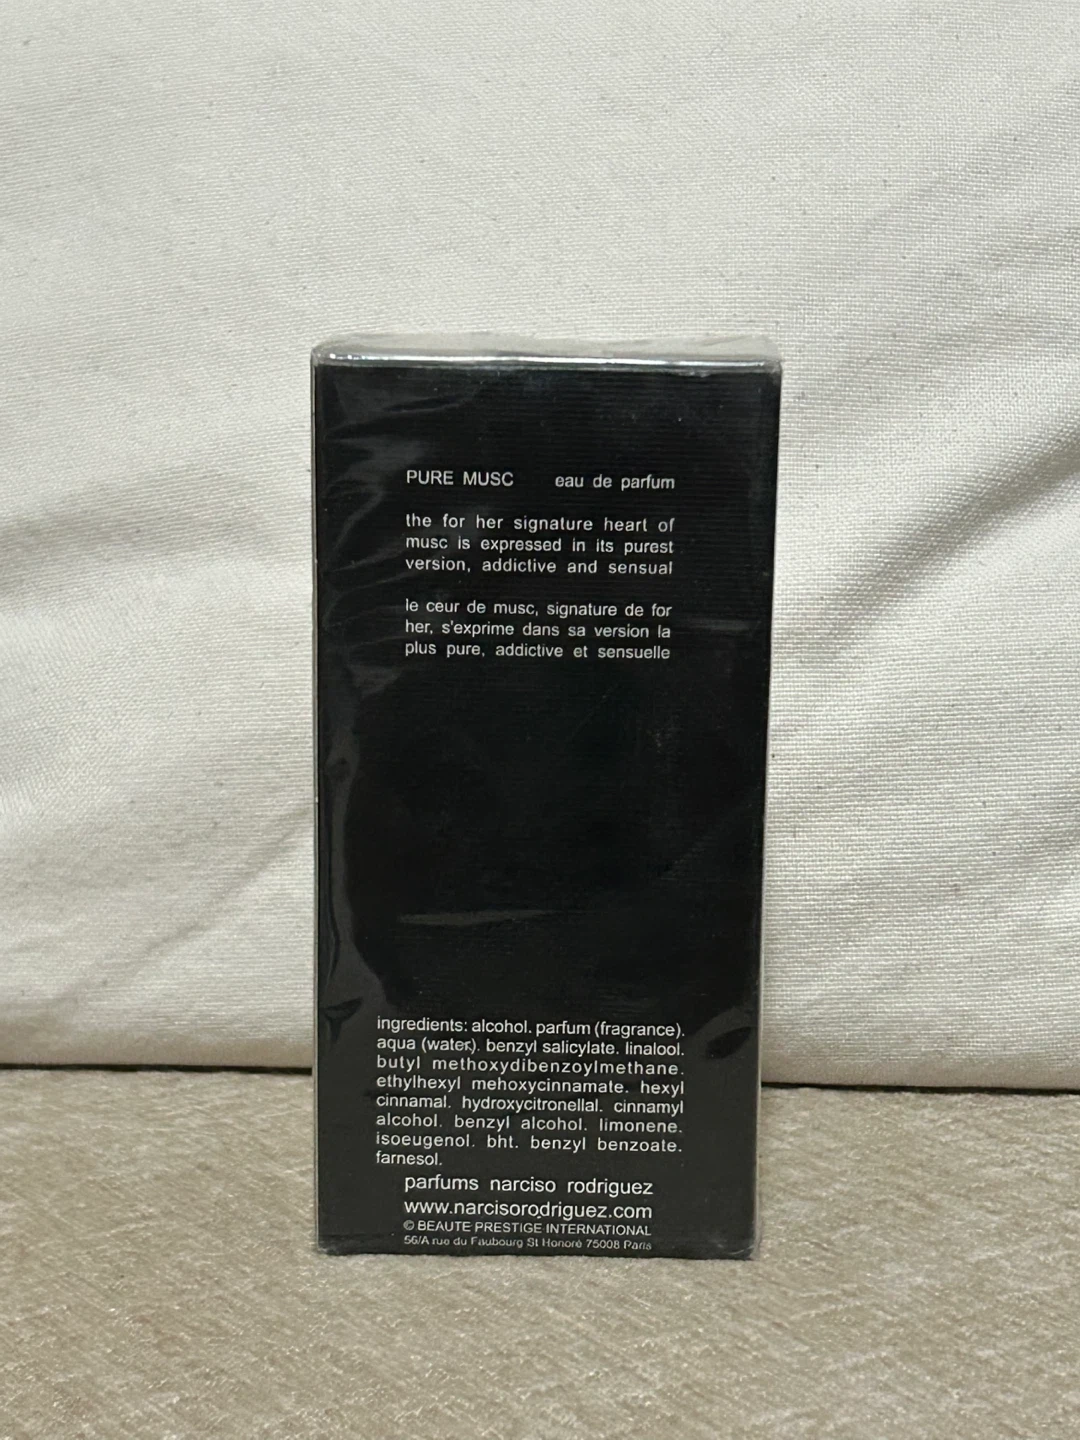 PURE MUSC eau de parfum
the for her signature heart of
musc is expressed in its purest
version, addictive and sensual
le ceur de musc, signature de for
her, s'exprime dans sa version la
plus pure, addictive et sensuelle
ingredients: alcohol. parfum (fragrance).
aqua (water). benzyl salicylate. linalool.
butyl methoxydibenzoylmethane.
ethylhexyl mehoxycinnamate. hexyl
cinnamal. hydroxycitronellal. cinnamyl
alcohol. benzyl alcohol. limonene.
isoeugenol. bht. benzyl benzoate.
farnesol.
parfums narciso rodriguez
www.narcisorodriguez.com
© BEAUTE PRESTIGE INTERNATIONAL
56/A rue du Faubourg St Honoré 75008 Paris